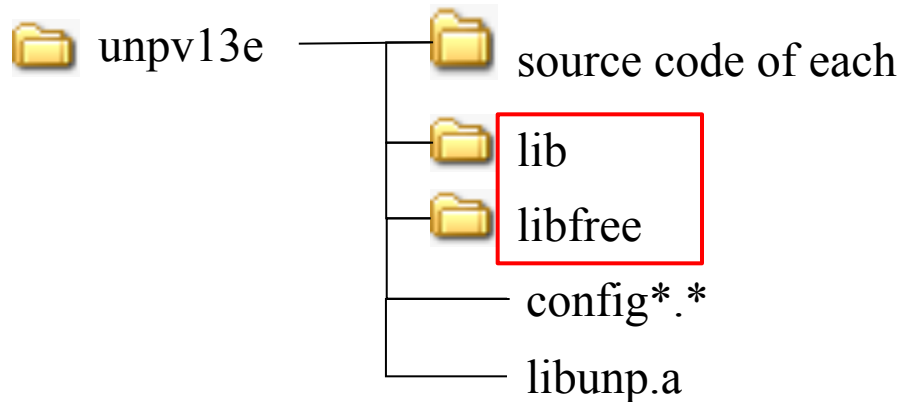 unpv13e
source code of each
lib
libfree
config*.*
libunp.a